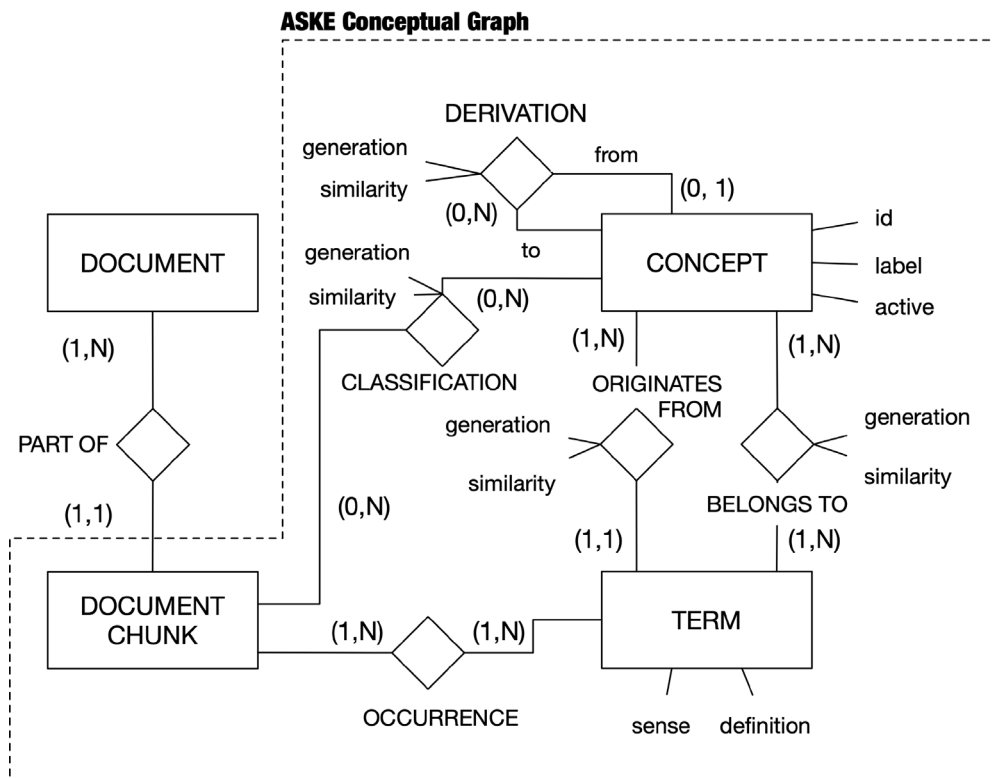 ASKE Conceptual Graph
DERIVATION
generation
similarity
from
(0, 1)
(0,N)
to
DOCUMENT
CONCEPT
id
label
active
generation
similarity
(0,N)
CLASSIFICATION
(1,N)
(1,N)
(1,N)
ORIGINATES
FROM
generation
similarity
generation
similarity
PART OF
BELONGS TO
(1,1)
(0,N)
(1,1)
(1,N)
DOCUMENT
CHUNK
(1,N)
(1,N)
TERM
OCCURRENCE
sense
definition